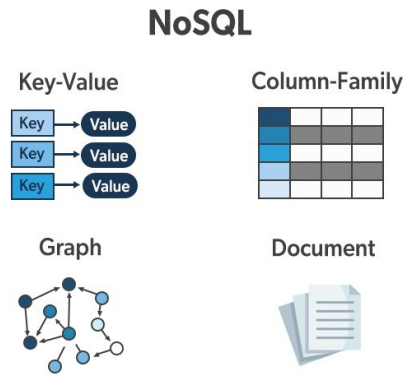 NoSQL
Key-Value
Key
Value
Key
Value
Key
Value
Column-Family
Graph
Document